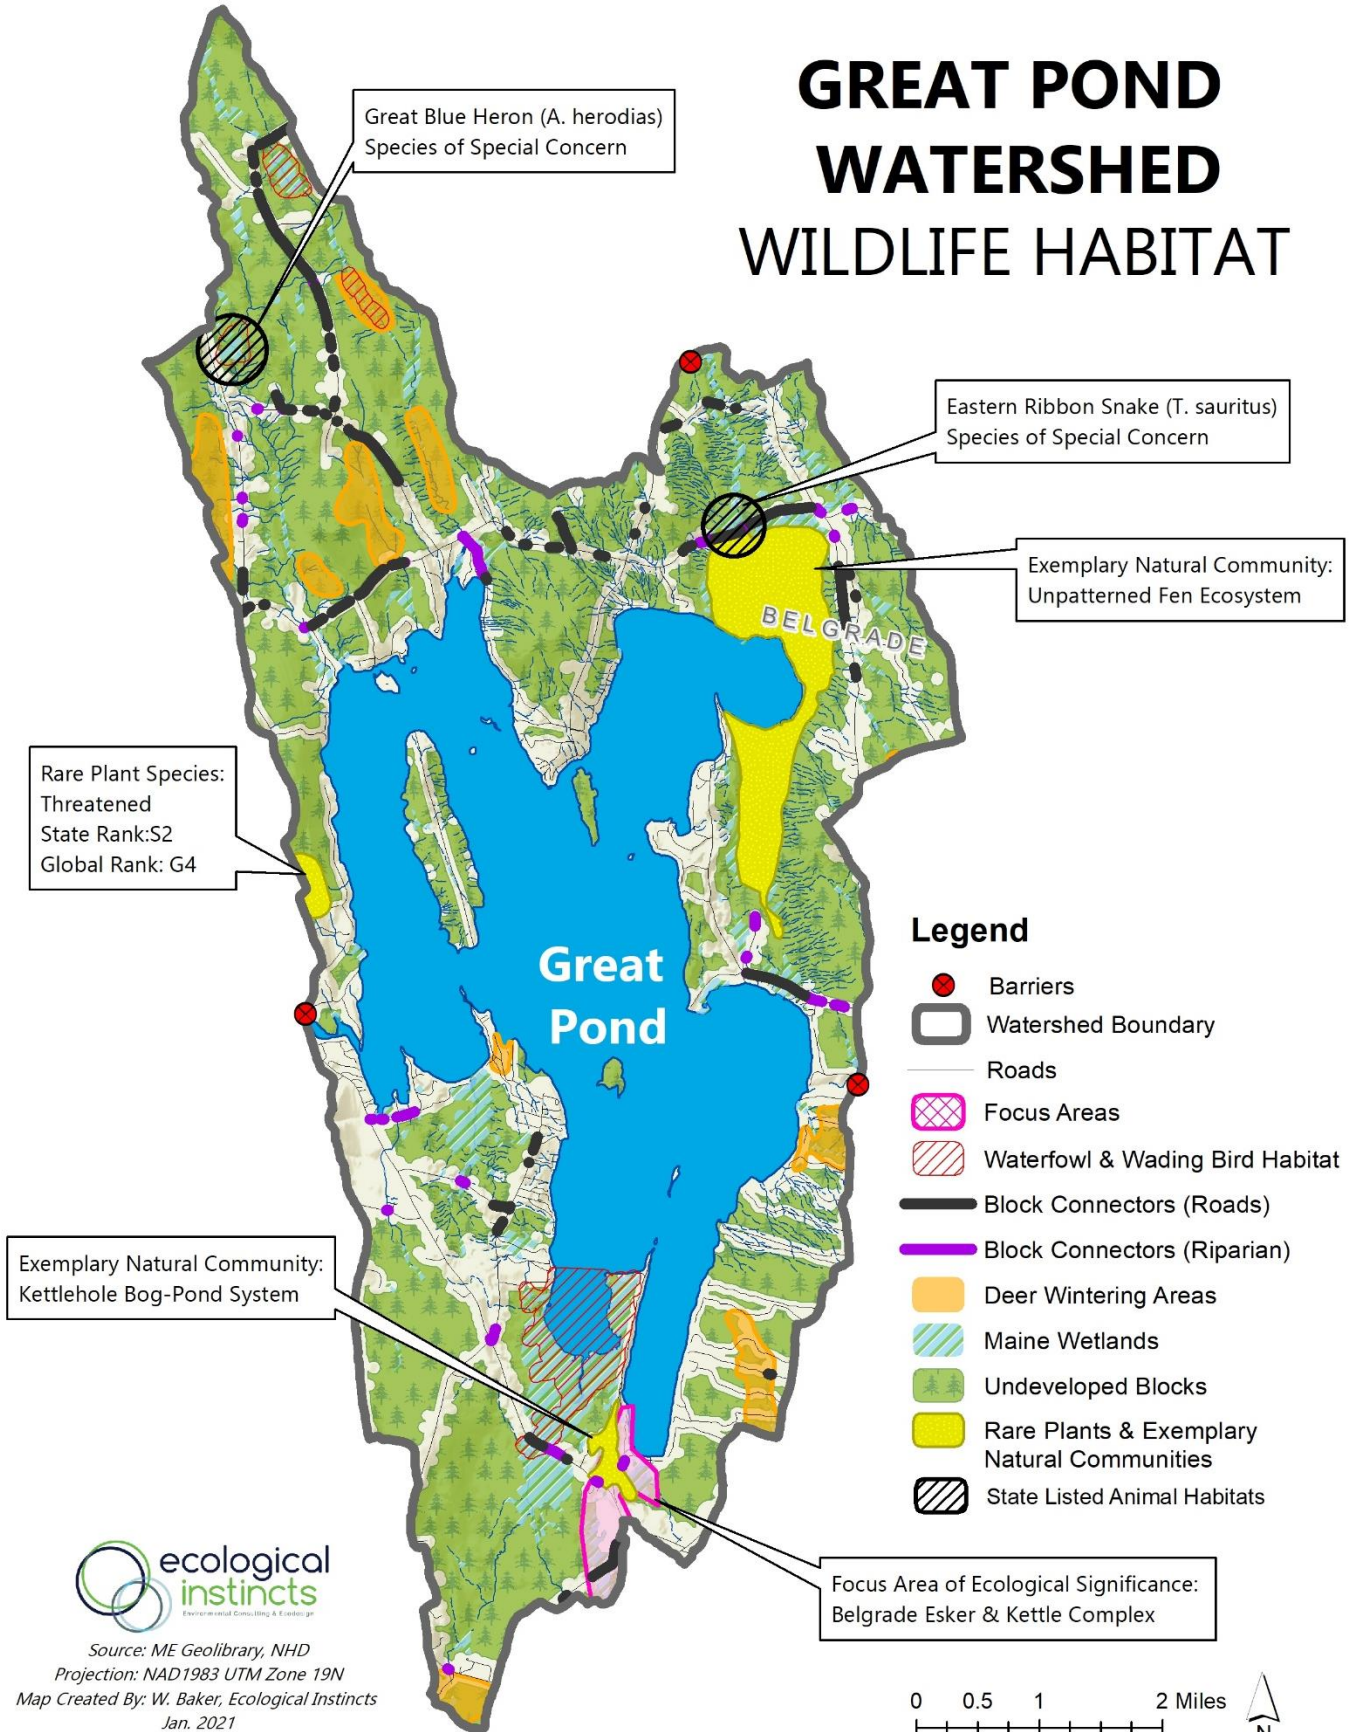 GREAT POND
WATERSHED
WILDLIFE HABITAT
Great Blue Heron (A. herodias)
Species of Special Concern
Eastern Ribbon Snake (T. sauritus)
Species of Special Concern
Exemplary Natural Community:
Unpatterned Fen Ecosystem
BELGRADE
Rare Plant Species:
Threatened
State Rank:S2
Global Rank: G4
Great
Pond
Legend
Barriers
Watershed Boundary
Roads
Focus Areas
Waterfowl & Wading Bird Habitat
Block Connectors (Roads)
Block Connectors (Riparian)
Deer Wintering Areas
Maine Wetlands
Undeveloped Blocks
Rare Plants & Exemplary
Natural Communities
State Listed Animal Habitats
Exemplary Natural Community:
Kettlehole Bog-Pond System
Focus Area of Ecological Significance:
Belgrade Esker & Kettle Complex
ecological
instincts
Environmental Consulting & Ecodesign
Source: ME Geolibrary, NHD
Projection: NAD1983 UTM Zone 19N
Map Created By: W. Baker, Ecological Instincts
Jan. 2021
0 0.5 1 2 Miles
N